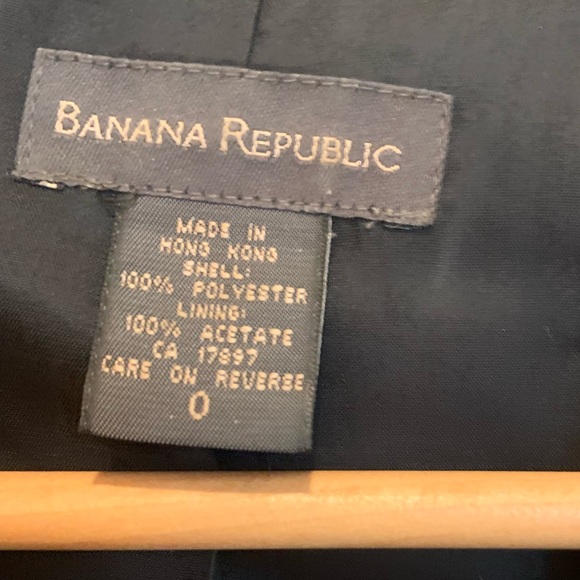 BANANA REPUBLIC
MADE IN
HONG KONG
SHELL:
100% POLYESTER
LINING:
100% ACETATE
CA 17897
CARE ON REVERSE
0